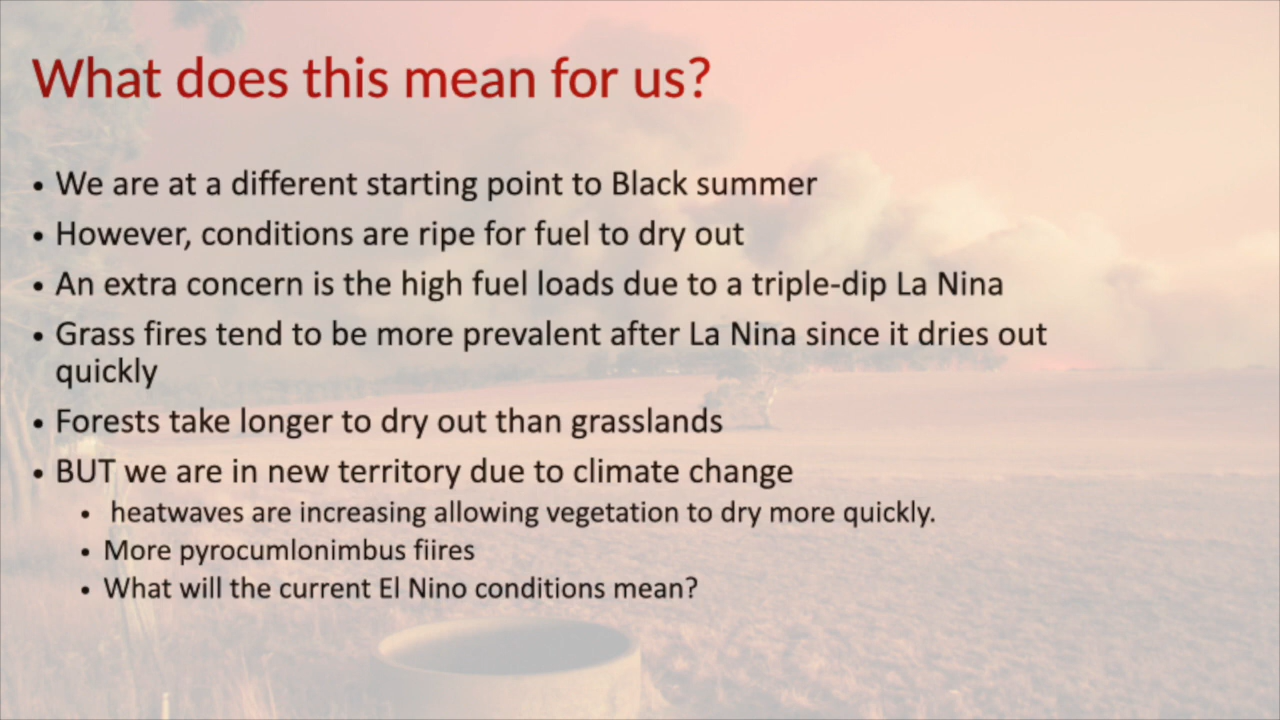 What does this mean for us?
• We are at a different starting point to Black summer
• However, conditions are ripe for fuel to dry out
• An extra concern is the high fuel loads due to a triple-dip La Nina
• Grass fires tend to be more prevalent after La Nina since it dries out
quickly
• Forests take longer to dry out than grasslands
• BUT we are in new territory due to climate change
• heatwaves are increasing allowing vegetation to dry more quickly.
• More pyrocumlonimbus fiires
• What will the current El Nino conditions mean?